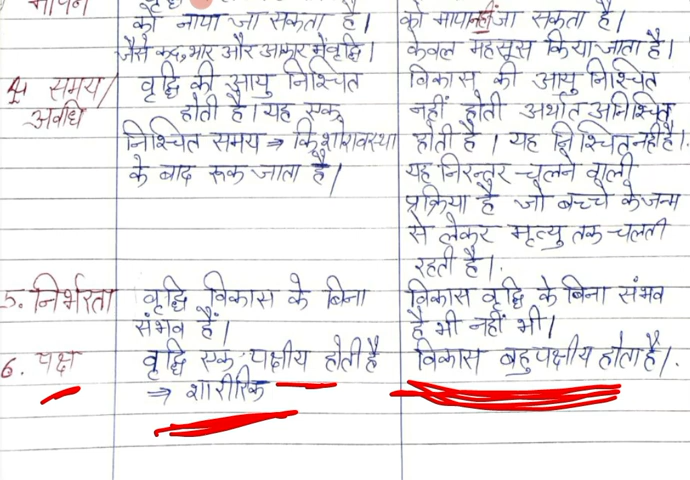 मापन
को नापा जा सकता है।
जैसे कद, भार और आकार में वृद्धि।
को मापा नहीं जा सकता है।
केवल महसूस किया जाता है।
4. समय/
अवधि
वृद्धि की आयु निश्चित
होती है। यह एक
निश्चित समय ⇒ किशोरावस्था
के बाद रूक जाता है।
विकास की आयु निश्चित
नहीं होती अर्थात अनिश्चित
होती है। यह निश्चित नहीं है।
यह निरन्तर चलने वाली
प्रक्रिया है जो बच्चे के जन्म
से लेकर मृत्यु तक चलती
रहती है।
5. निर्भरता
वृद्धि विकास के बिना
संभव है।
विकास वृद्धि के बिना संभव
है भी नहीं भी।
6. पक्ष
वृद्धि एक पक्षीय होती है
⇒ शारीरिक
विकास बहुपक्षीय होता है।